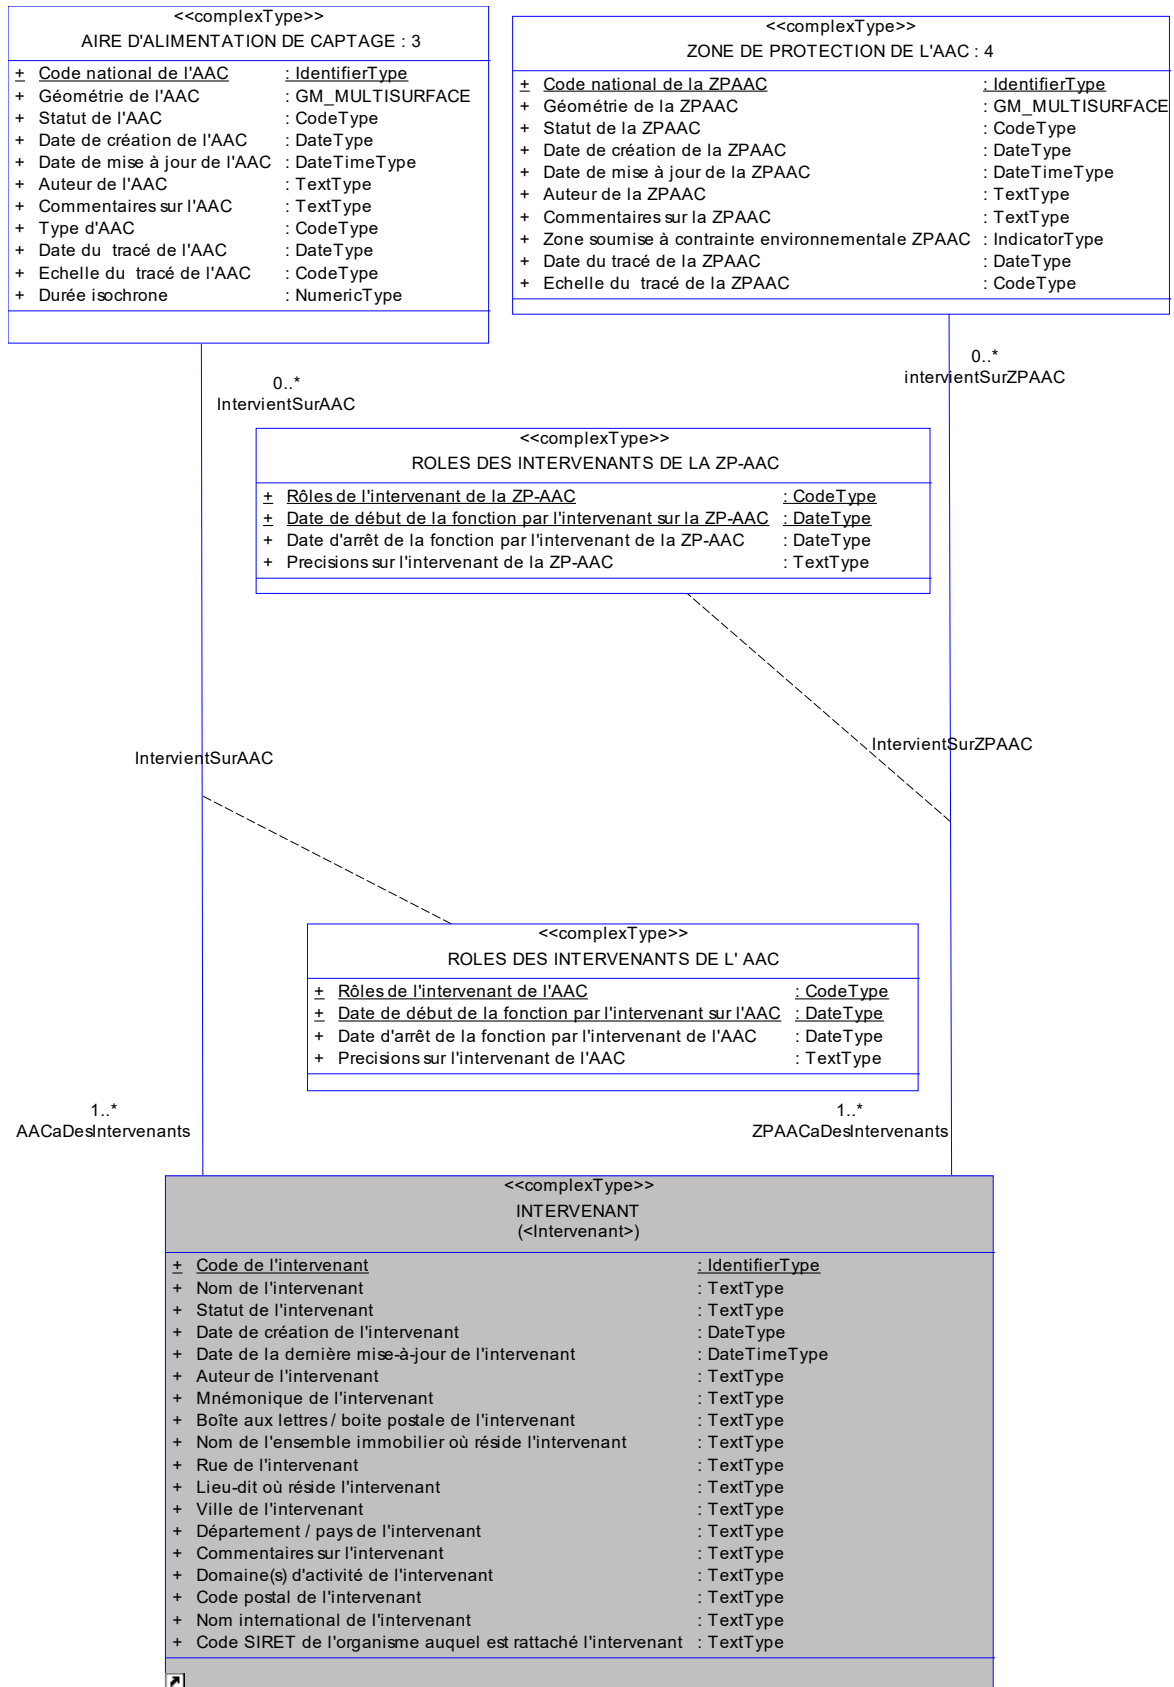 <<complexType>>
AIRE D'ALIMENTATION DE CAPTAGE : 3
+ Code national de l'AAC : IdentifierType
+ Géométrie de l'AAC : GM_MULTISURFACE
+ Statut de l'AAC : CodeType
+ Date de création de l'AAC : DateType
+ Date de mise à jour de l'AAC : DateTimeType
+ Auteur de l'AAC : TextType
+ Commentaires sur l'AAC : TextType
+ Type d'AAC : CodeType
+ Date du tracé de l'AAC : DateType
+ Echelle du tracé de l'AAC : CodeType
+ Durée isochrone : NumericType
<<complexType>>
ZONE DE PROTECTION DE L'AAC : 4
+ Code national de la ZPAAC : IdentifierType
+ Géométrie de la ZPAAC : GM_MULTISURFACE
+ Statut de la ZPAAC : CodeType
+ Date de création de la ZPAAC : DateType
+ Date de mise à jour de la ZPAAC : DateTimeType
+ Auteur de la ZPAAC : TextType
+ Commentaires sur la ZPAAC : TextType
+ Zone soumise à contrainte environnementale ZPAAC : IndicatorType
+ Date du tracé de la ZPAAC : DateType
+ Echelle du tracé de la ZPAAC : CodeType
0..*
IntervientSurAAC
0..*
intervientSurZPAAC
<<complexType>>
ROLES DES INTERVENANTS DE LA ZP-AAC
+ Rôles de l'intervenant de la ZP-AAC : CodeType
+ Date de début de la fonction par l'intervenant sur la ZP-AAC : DateType
+ Date d'arrêt de la fonction par l'intervenant de la ZP-AAC : DateType
+ Precisions sur l'intervenant de la ZP-AAC : TextType
IntervientSurAAC
IntervientSurZPAAC
<<complexType>>
ROLES DES INTERVENANTS DE L' AAC
+ Rôles de l'intervenant de l'AAC : CodeType
+ Date de début de la fonction par l'intervenant sur l'AAC : DateType
+ Date d'arrêt de la fonction par l'intervenant de l'AAC : DateType
+ Precisions sur l'intervenant de l'AAC : TextType
1..*
AACaDesIntervenants
1..*
ZPAACaDesIntervenants
<<complexType>>
INTERVENANT
(<Intervenant>)
+ Code de l'intervenant : IdentifierType
+ Nom de l'intervenant : TextType
+ Statut de l'intervenant : TextType
+ Date de création de l'intervenant : DateType
+ Date de la dernière mise-à-jour de l'intervenant : DateTimeType
+ Auteur de l'intervenant : TextType
+ Mnémonique de l'intervenant : TextType
+ Boîte aux lettres / boite postale de l'intervenant : TextType
+ Nom de l'ensemble immobilier où réside l'intervenant : TextType
+ Rue de l'intervenant : TextType
+ Lieu-dit où réside l'intervenant : TextType
+ Ville de l'intervenant : TextType
+ Département / pays de l'intervenant : TextType
+ Commentaires sur l'intervenant : TextType
+ Domaine(s) d'activité de l'intervenant : TextType
+ Code postal de l'intervenant : TextType
+ Nom international de l'intervenant : TextType
+ Code SIRET de l'organisme auquel est rattaché l'intervenant : TextType